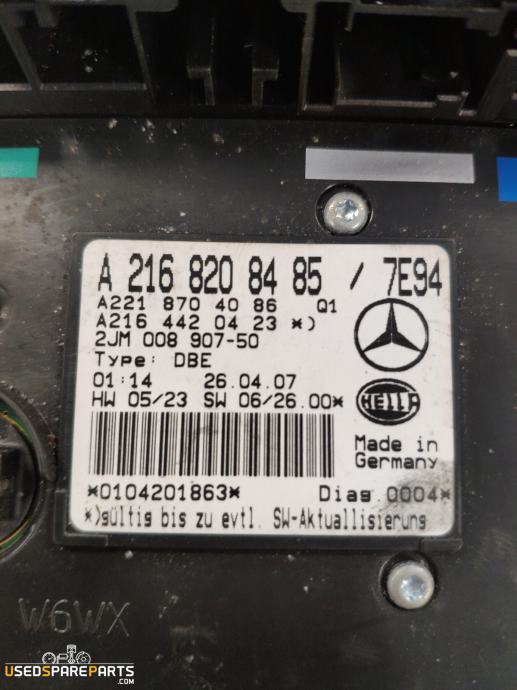 A 216 820 84 85 / 7E94
A221 870 40 86 Q1
A216 442 04 23 *)
2JM 008 907-50
Type: DBE
01:14 26.04.07
HW 05/23 SW 06/26.00*
HELLA
Made in
Germany
*0104201863* Diag.0004*
*)gültig bis zu evtl. SW-Aktuallisierung
W6WX
USEDSPAREPARTS
.COM